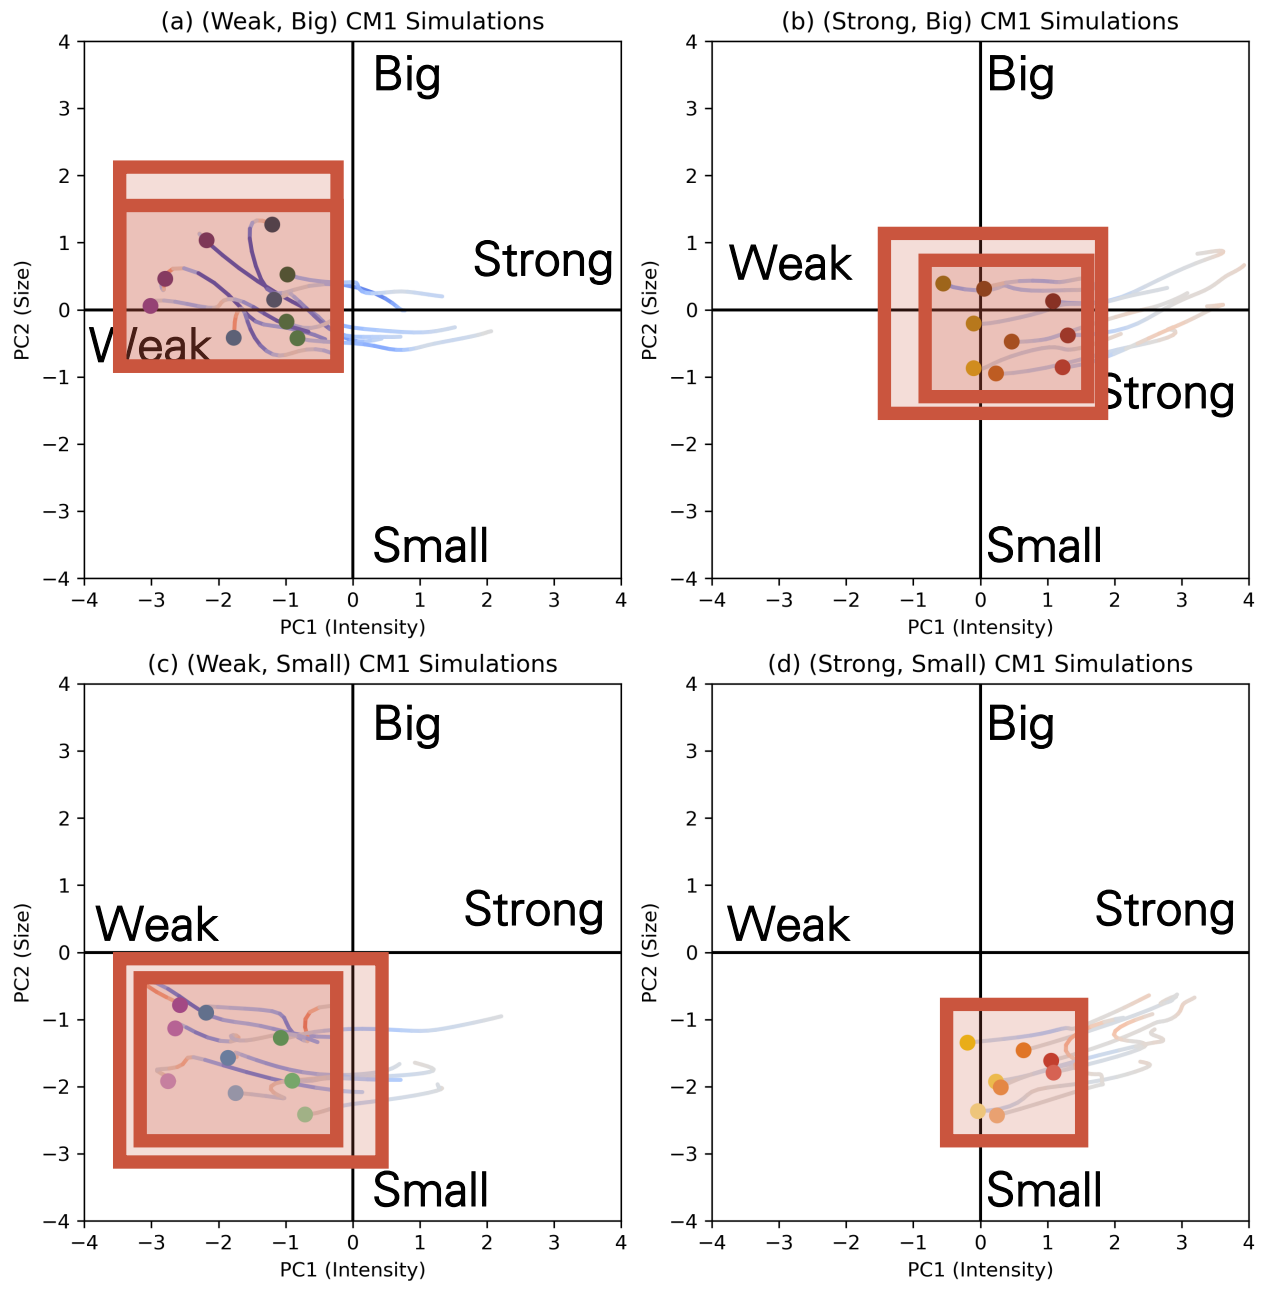 (a) (Weak, Big) CM1 Simulations
4
3
2
1
0
−1
−2
−3
−4
−4 −3 −2 −1 0 1 2 3 4
PC2 (Size)
PC1 (Intensity)
Big
Strong
Weak
Small
(b) (Strong, Big) CM1 Simulations
4
3
2
1
0
−1
−2
−3
−4
−4 −3 −2 −1 0 1 2 3 4
PC2 (Size)
PC1 (Intensity)
Big
Weak
Strong
Small
(c) (Weak, Small) CM1 Simulations
4
3
2
1
0
−1
−2
−3
−4
−4 −3 −2 −1 0 1 2 3 4
PC2 (Size)
PC1 (Intensity)
Big
Weak
Strong
Small
(d) (Strong, Small) CM1 Simulations
4
3
2
1
0
−1
−2
−3
−4
−4 −3 −2 −1 0 1 2 3 4
PC2 (Size)
PC1 (Intensity)
Big
Weak
Strong
Small